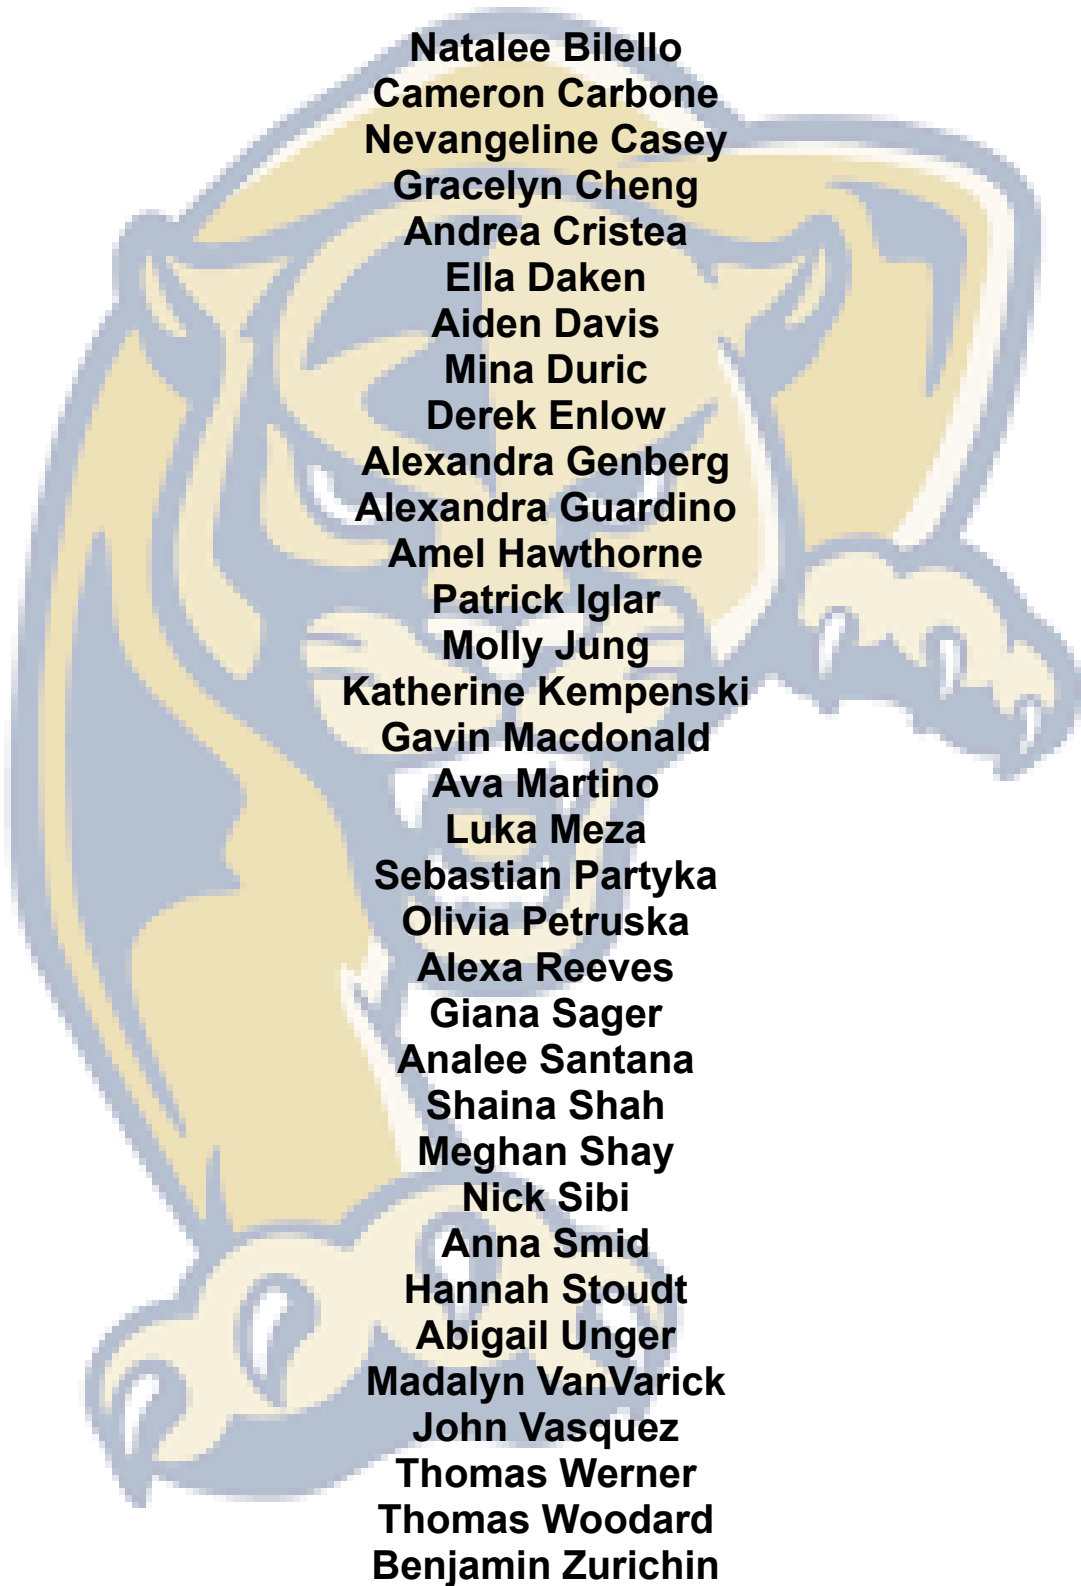 Natalee Bilello
Cameron Carbone
Nevangeline Casey
Gracelyn Cheng
Andrea Cristea
Ella Daken
Aiden Davis
Mina Duric
Derek Enlow
Alexandra Genberg
Alexandra Guardino
Amel Hawthorne
Patrick Iglar
Molly Jung
Katherine Kempenski
Gavin Macdonald
Ava Martino
Luka Meza
Sebastian Partyka
Olivia Petruska
Alexa Reeves
Giana Sager
Analee Santana
Shaina Shah
Meghan Shay
Nick Sibi
Anna Smid
Hannah Stoudt
Abigail Unger
Madalyn VanVarick
John Vasquez
Thomas Werner
Thomas Woodard
Benjamin Zurichin